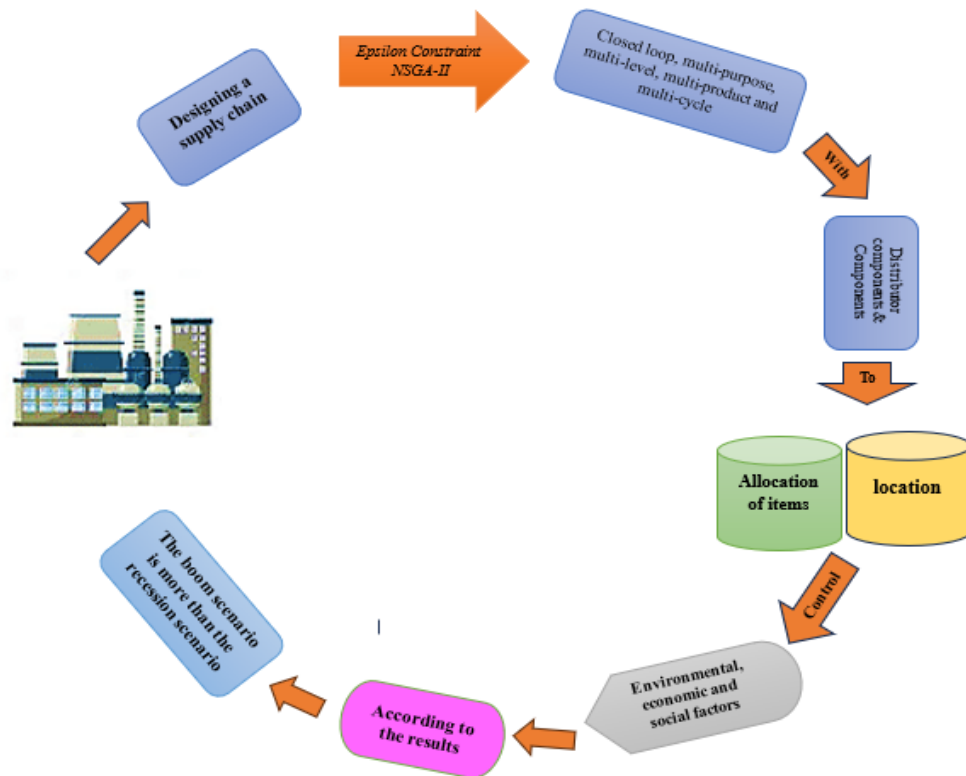 Designing a
supply chain
Epsilon Constraint
NSGA-II
Closed loop, multi-purpose,
multi-level, multi-product and
multi-cycle
With
Distributor
components &
Components
To
Allocation
of items
location
Control
Environmental,
economic and
social factors
According to
the results
The boom scenario
is more than the
recession scenario